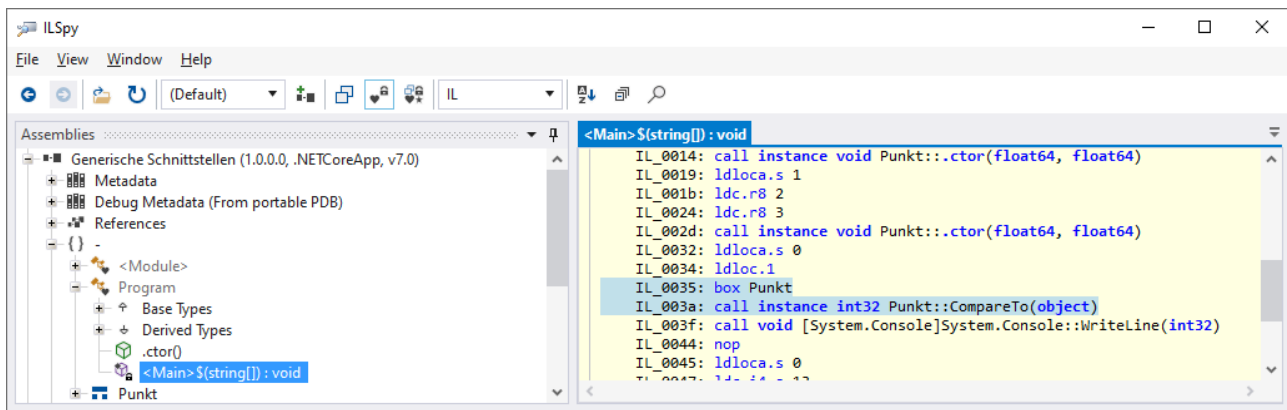 ILSpy
File View Window Help
(Default) IL
Assemblies
Generische Schnittstellen (1.0.0.0, .NETCoreApp, v7.0)
Metadata
Debug Metadata (From portable PDB)
References
{ } -
<Module>
Program
Base Types
Derived Types
.ctor()
<Main>$(string[]) : void
Punkt
<Main>$(string[]) : void
IL_0014: call instance void Punkt::.ctor(float64, float64)
IL_0019: ldloca.s 1
IL_001b: ldc.r8 2
IL_0024: ldc.r8 3
IL_002d: call instance void Punkt::.ctor(float64, float64)
IL_0032: ldloca.s 0
IL_0034: ldloc.1
IL_0035: box Punkt
IL_003a: call instance int32 Punkt::CompareTo(object)
IL_003f: call void [System.Console]System.Console::WriteLine(int32)
IL_0044: nop
IL_0045: ldloca.s 0